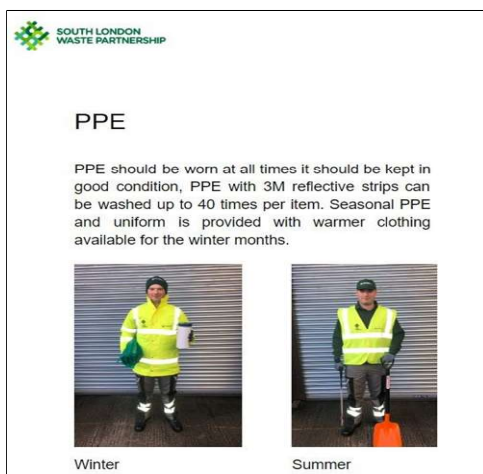 SOUTH LONDON
WASTE PARTNERSHIP
PPE
PPE should be worn at all times it should be kept in
good condition, PPE with 3M reflective strips can
be washed up to 40 times per item. Seasonal PPE
and uniform is provided with warmer clothing
available for the winter months.
Winter
Summer